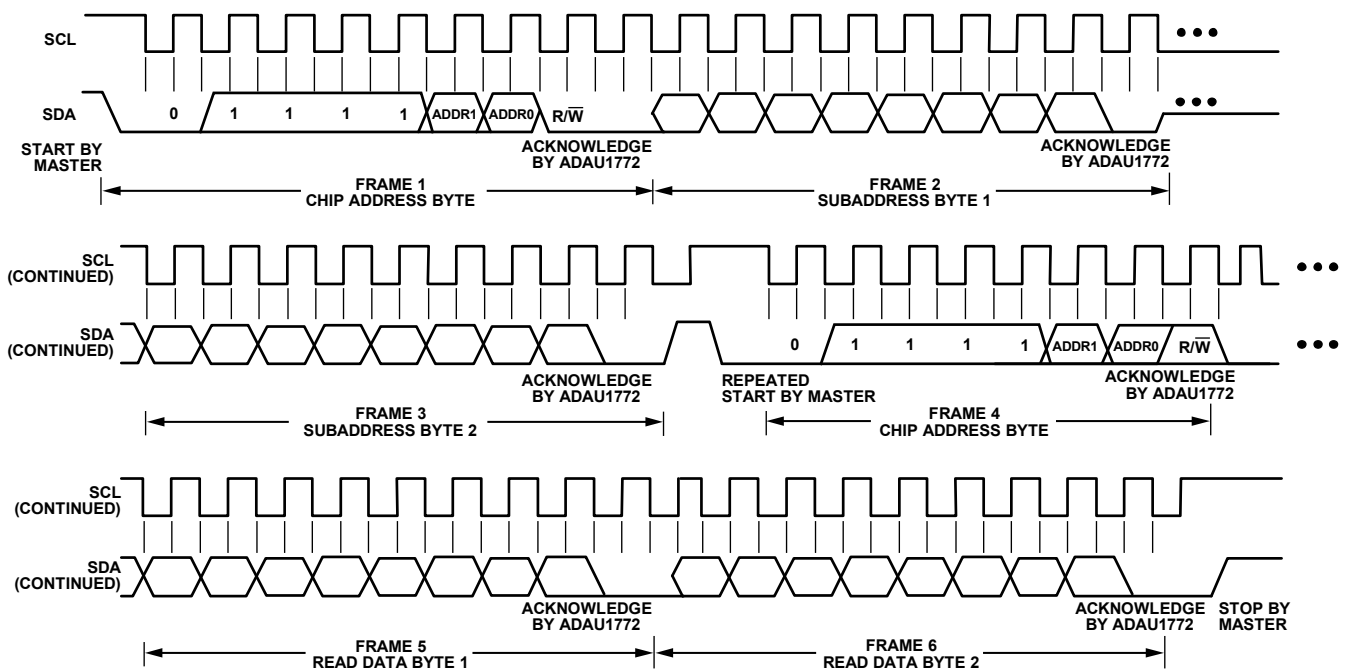 SCL
SDA
0 1 1 1 1 ADDR1 ADDR0 R/W̅
START BY
MASTER
ACKNOWLEDGE
BY ADAU1772
ACKNOWLEDGE
BY ADAU1772
FRAME 1
CHIP ADDRESS BYTE
FRAME 2
SUBADDRESS BYTE 1
SCL
(CONTINUED)
SDA
(CONTINUED)
0 1 1 1 1 ADDR1 ADDR0 R/W̅
ACKNOWLEDGE
BY ADAU1772
REPEATED
START BY MASTER
ACKNOWLEDGE
BY ADAU1772
FRAME 3
SUBADDRESS BYTE 2
FRAME 4
CHIP ADDRESS BYTE
SCL
(CONTINUED)
SDA
(CONTINUED)
ACKNOWLEDGE
BY ADAU1772
ACKNOWLEDGE
BY ADAU1772
STOP BY
MASTER
FRAME 5
READ DATA BYTE 1
FRAME 6
READ DATA BYTE 2